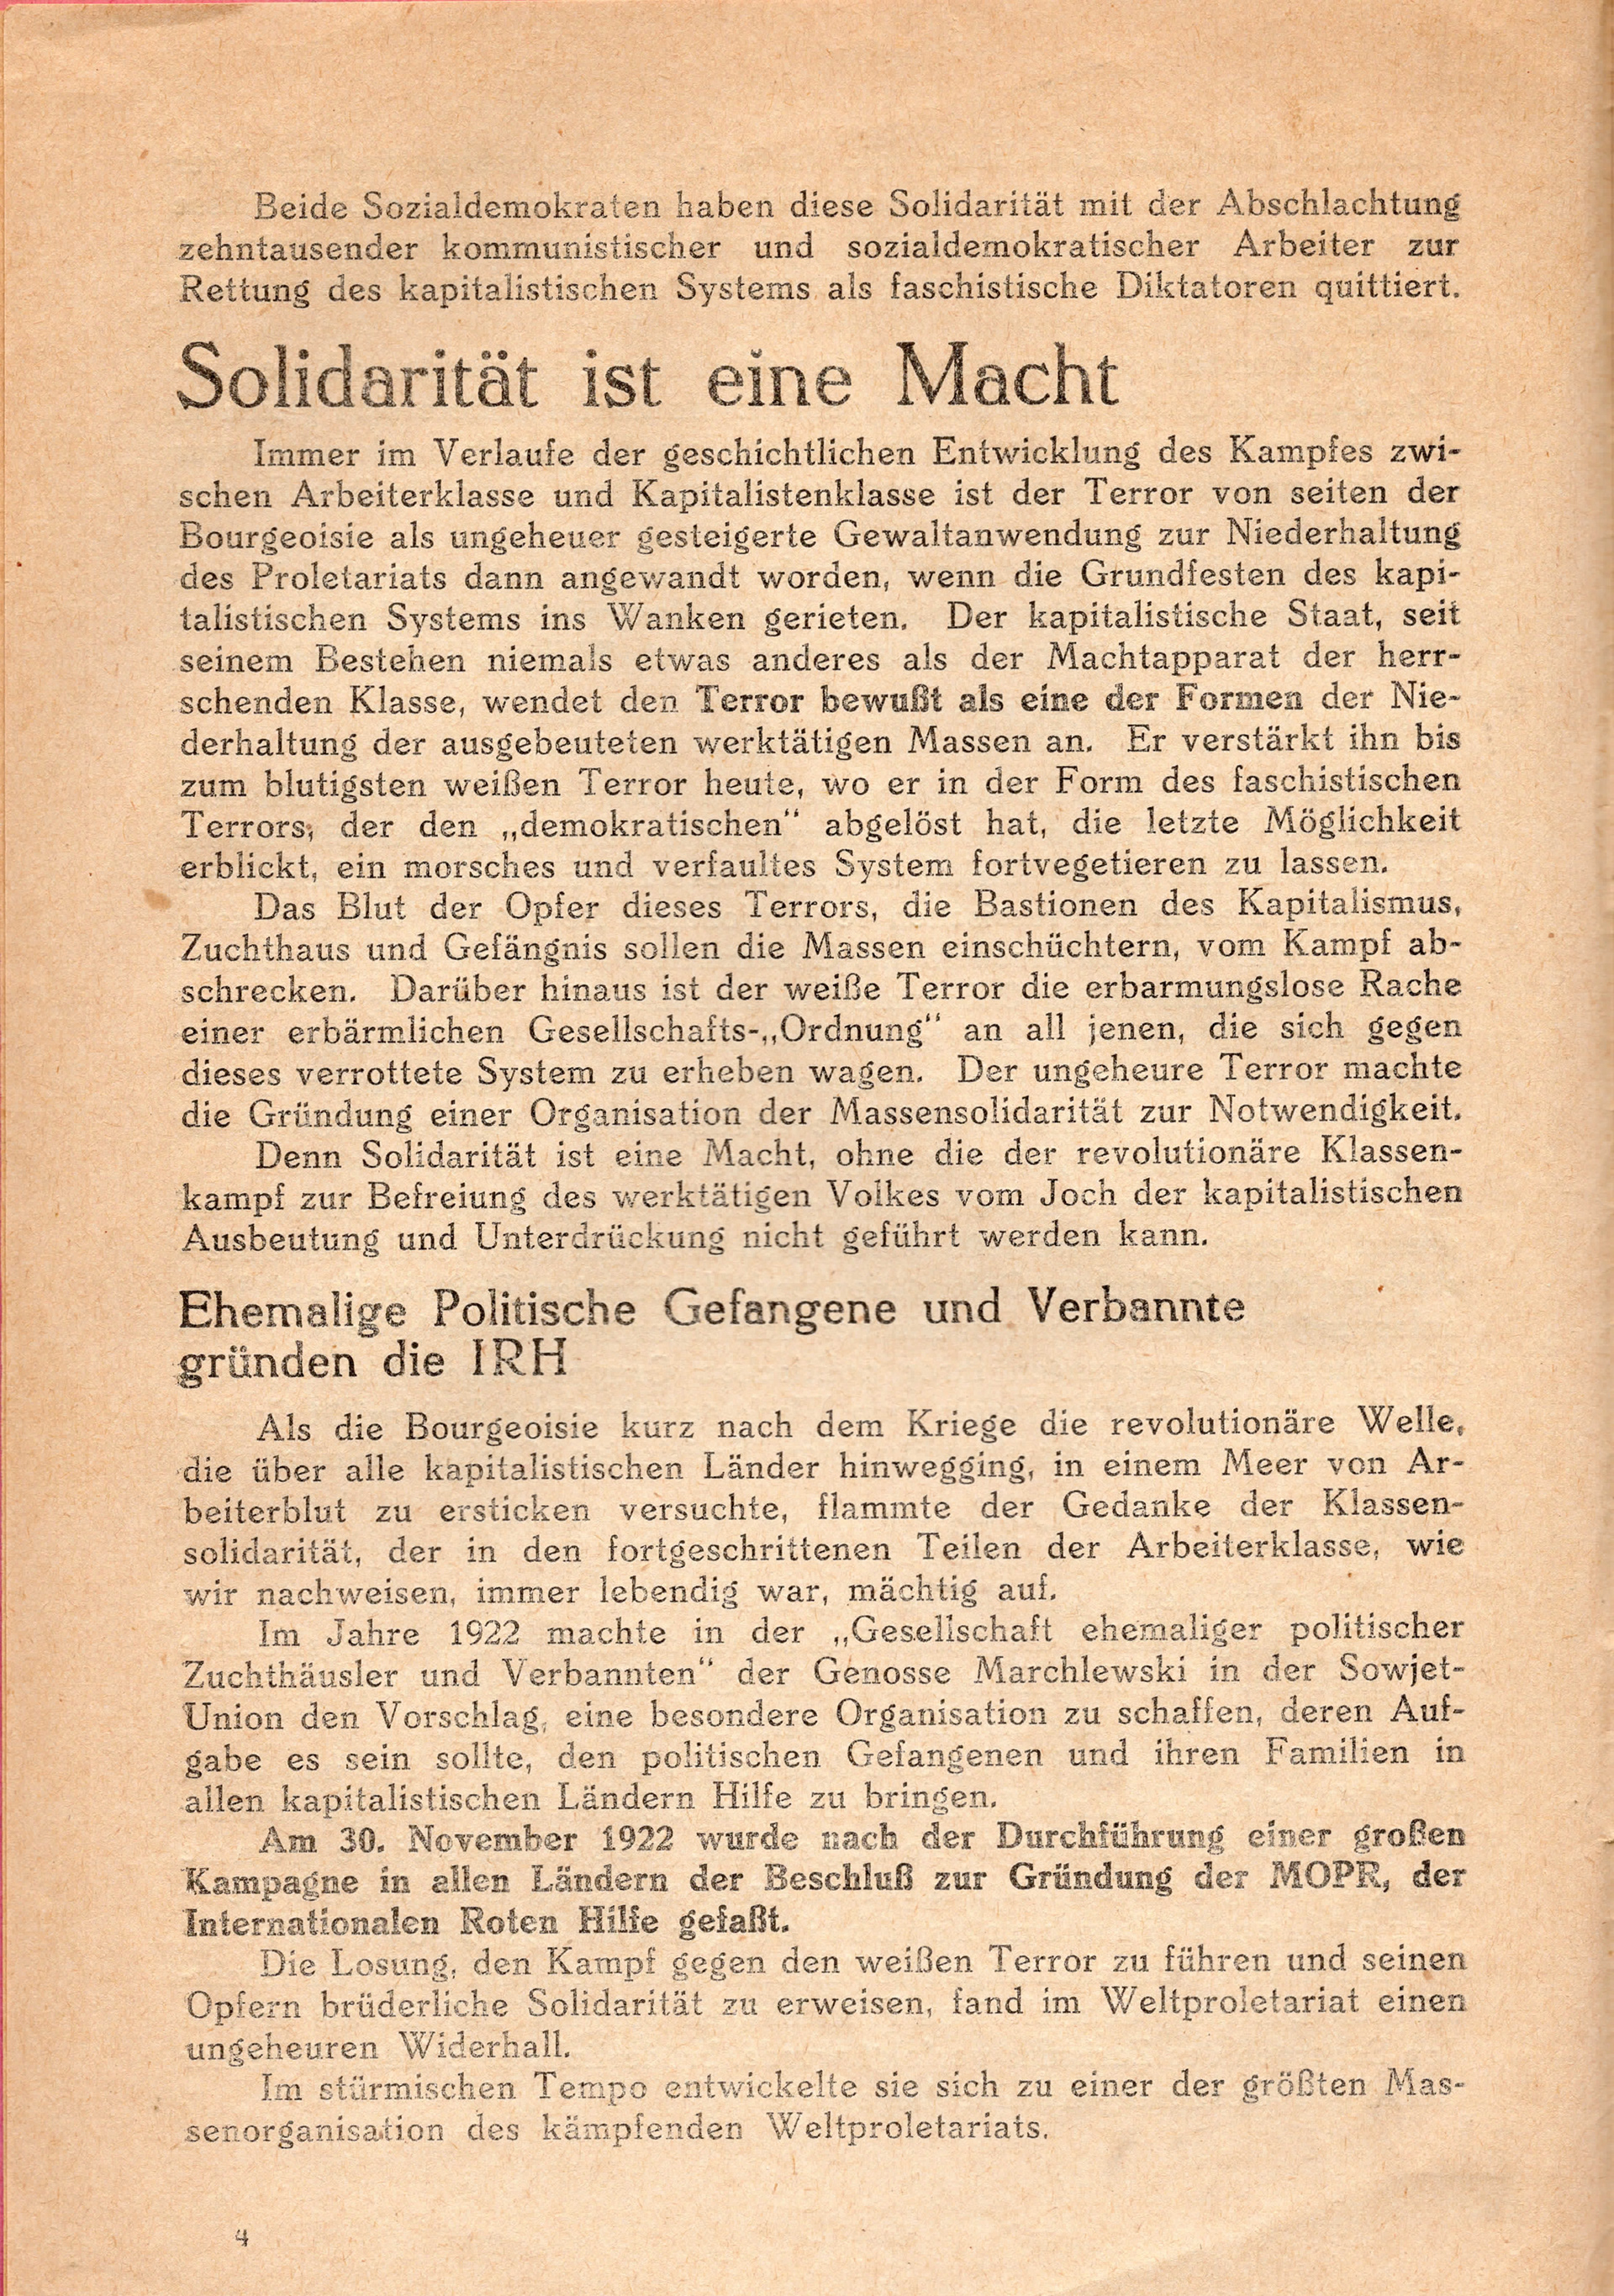 Beide Sozialdemokraten haben diese Solidarität mit der Abschlachtung
zehntausender kommunistischer und sozialdemokratischer Arbeiter zur
Rettung des kapitalistischen Systems als faschistische Diktatoren quittiert.
Solidarität ist eine Macht
Immer im Verlaufe der geschichtlichen Entwicklung des Kampfes zwi-
schen Arbeiterklasse und Kapitalistenklasse ist der Terror von seiten der
Bourgeoisie als ungeheuer gesteigerte Gewaltanwendung zur Niederhaltung
des Proletariats dann angewandt worden, wenn die Grundfesten des kapi-
talistischen Systems ins Wanken gerieten. Der kapitalistische Staat, seit
seinem Bestehen niemals etwas anderes als der Machtapparat der herr-
schenden Klasse, wendet den Terror bewußt als eine der Formen der Nie-
derhaltung der ausgebeuteten werktätigen Massen an. Er verstärkt ihn bis
zum blutigsten weißen Terror heute, wo er in der Form des faschistischen
Terrors, der den „demokratischen“ abgelöst hat, die letzte Möglichkeit
erblickt, ein morsches und verfaultes System fortvegetieren zu lassen.
Das Blut der Opfer dieses Terrors, die Bastionen des Kapitalismus,
Zuchthaus und Gefängnis sollen die Massen einschüchtern, vom Kampf ab-
schrecken. Darüber hinaus ist der weiße Terror die erbarmungslose Rache
einer erbärmlichen Gesellschafts-„Ordnung“ an all jenen, die sich gegen
dieses verrottete System zu erheben wagen. Der ungeheure Terror machte
die Gründung einer Organisation der Massensolidarität zur Notwendigkeit.
Denn Solidarität ist eine Macht, ohne die der revolutionäre Klassen-
kampf zur Befreiung des werktätigen Volkes vom Joch der kapitalistischen
Ausbeutung und Unterdrückung nicht geführt werden kann.
Ehemalige Politische Gefangene und Verbannte
gründen die IRH
Als die Bourgeoisie kurz nach dem Kriege die revolutionäre Welle,
die über alle kapitalistischen Länder hinwegging, in einem Meer von Ar-
beiterblut zu ersticken versuchte, flammte der Gedanke der Klassen-
solidarität, der in den fortgeschrittenen Teilen der Arbeiterklasse, wie
wir nachweisen, immer lebendig war, mächtig auf.
Im Jahre 1922 machte in der „Gesellschaft ehemaliger politischer
Zuchthäusler und Verbannten“ der Genosse Marchlewski in der Sowjet-
Union den Vorschlag, eine besondere Organisation zu schaffen, deren Auf-
gabe es sein sollte, den politischen Gefangenen und ihren Familien in
allen kapitalistischen Ländern Hilfe zu bringen.
Am 30. November 1922 wurde nach der Durchführung einer großen
Kampagne in allen Ländern der Beschluß zur Gründung der MOPR, der
Internationalen Roten Hilfe gefaßt.
Die Losung, den Kampf gegen den weißen Terror zu führen und seinen
Opfern brüderliche Solidarität zu erweisen, fand im Weltproletariat einen
ungeheuren Widerhall.
Im stürmischen Tempo entwickelte sie sich zu einer der größten Mas-
senorganisation des kämpfenden Weltproletariats.
4